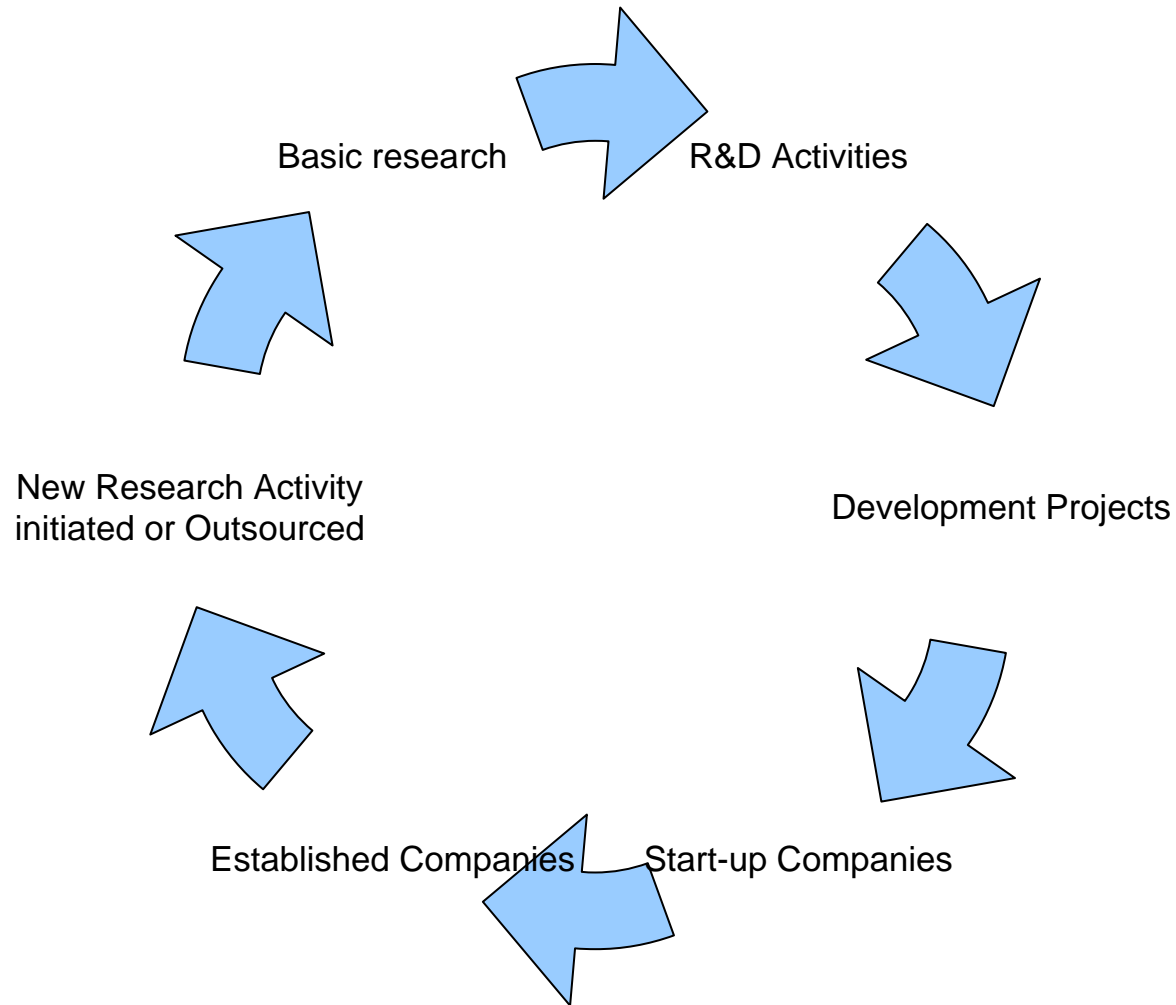 Basic research
R&D Activities
New Research Activity
initiated or Outsourced
Development Projects
Established Companies
Start-up Companies